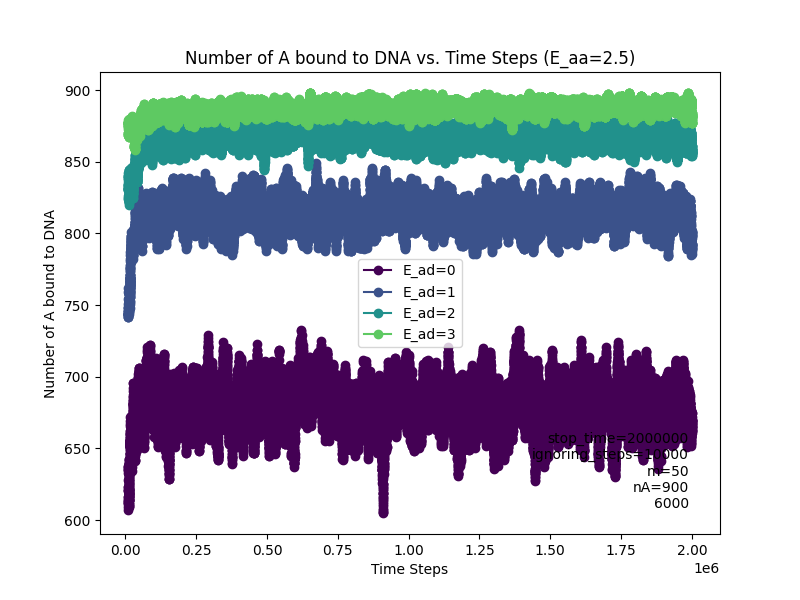 Number of A bound to DNA vs. Time Steps (E_aa=2.5)
Number of A bound to DNA
900
850
800
750
700
650
600
E_ad=0
E_ad=1
E_ad=2
E_ad=3
stop_time=2000000
ignoring_steps=10000
m=50
nA=900
6000
0.00 0.25 0.50 0.75 1.00 1.25 1.50 1.75 2.00
1e6
Time Steps